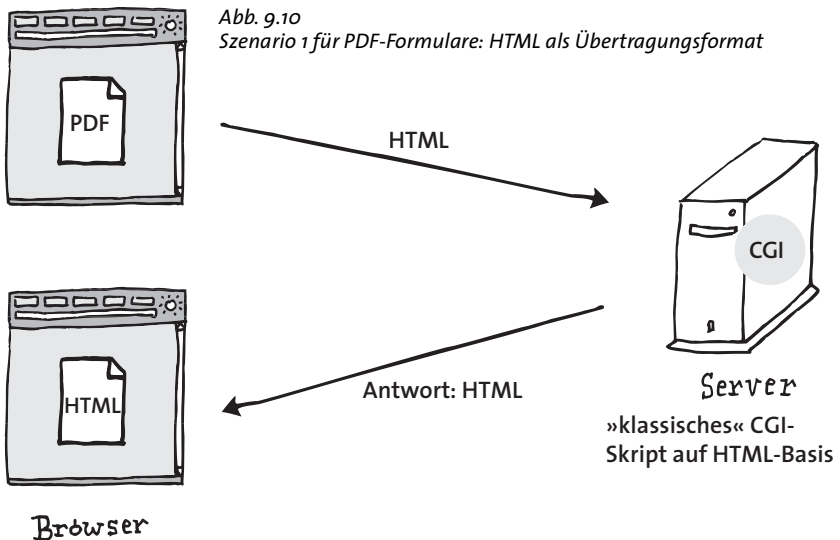 Abb. 9.10
Szenario 1 für PDF-Formulare: HTML als Übertragungsformat
PDF
HTML
CGI
HTML
Antwort: HTML
Server
»klassisches« CGI-
Skript auf HTML-Basis
Browser